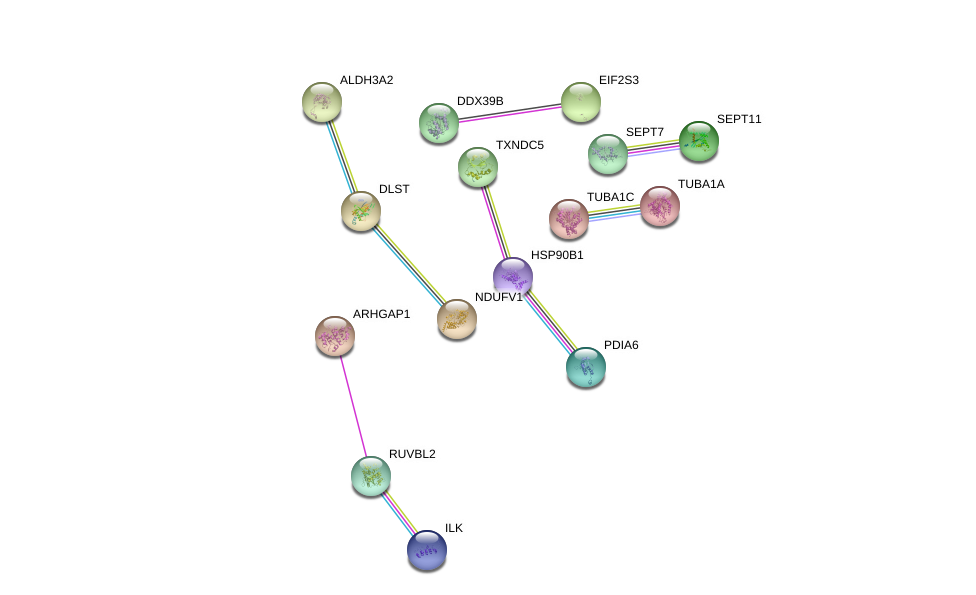 ALDH3A2
EIF2S3
DDX39B
SEPT11
SEPT7
TXNDC5
TUBA1A
DLST
TUBA1C
HSP90B1
NDUFV1
ARHGAP1
PDIA6
RUVBL2
ILK